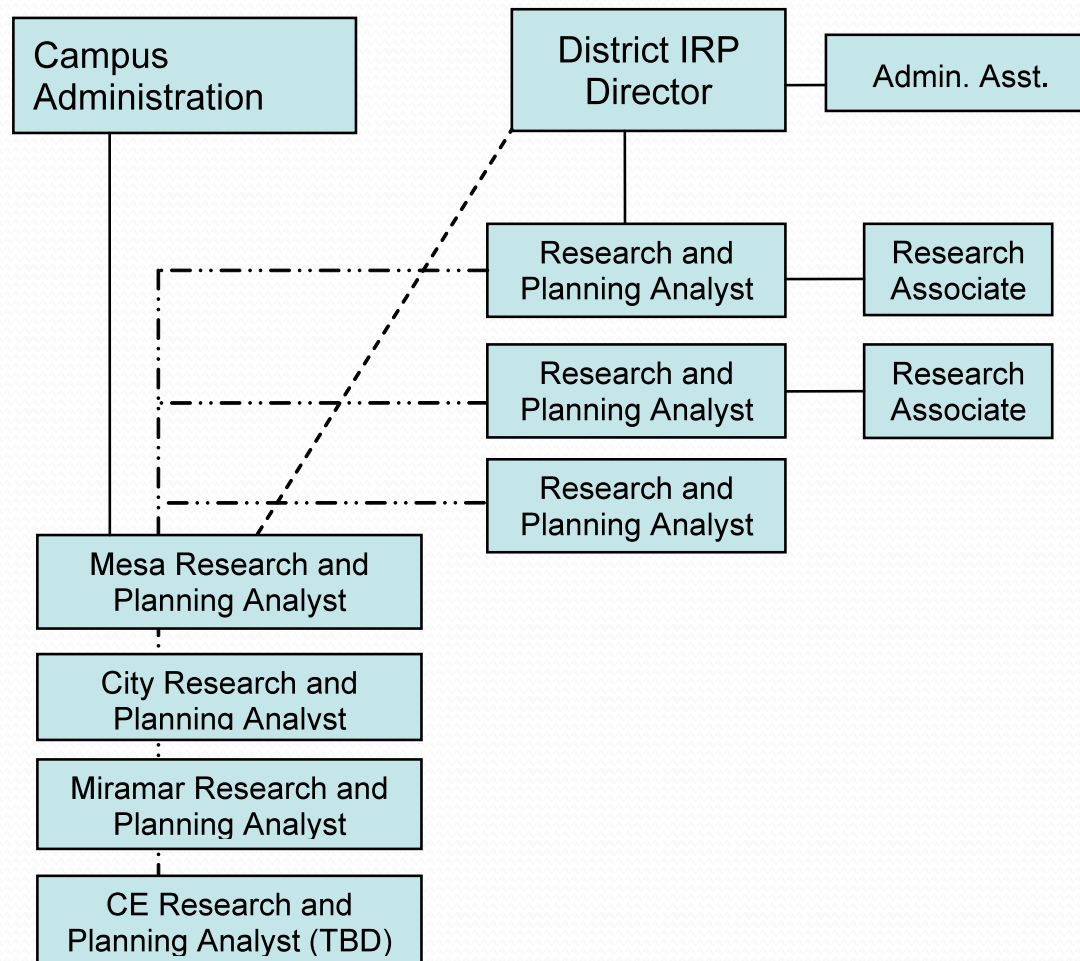 Campus
Administration
District IRP
Director
Admin. Asst.
Research and
Planning Analyst
Research
Associate
Research and
Planning Analyst
Research
Associate
Research and
Planning Analyst
Mesa Research and
Planning Analyst
City Research and
Planning Analyst
Miramar Research and
Planning Analyst
CE Research and
Planning Analyst (TBD)